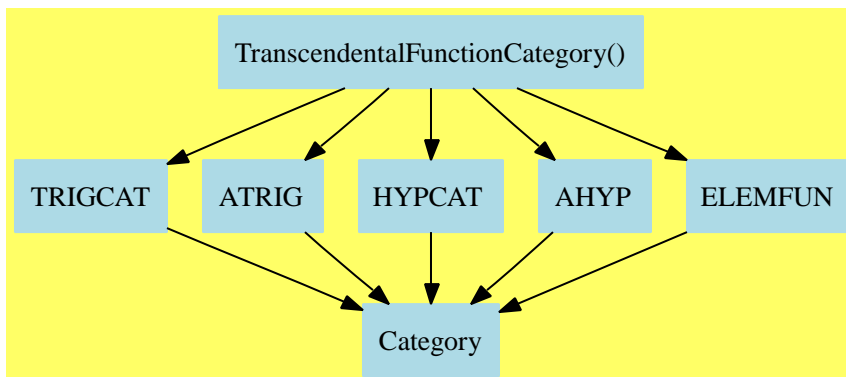 TranscendentalFunctionCategory()
TRIGCAT
ATRIG
HYPCAT
AHYP
ELEMFUN
Category